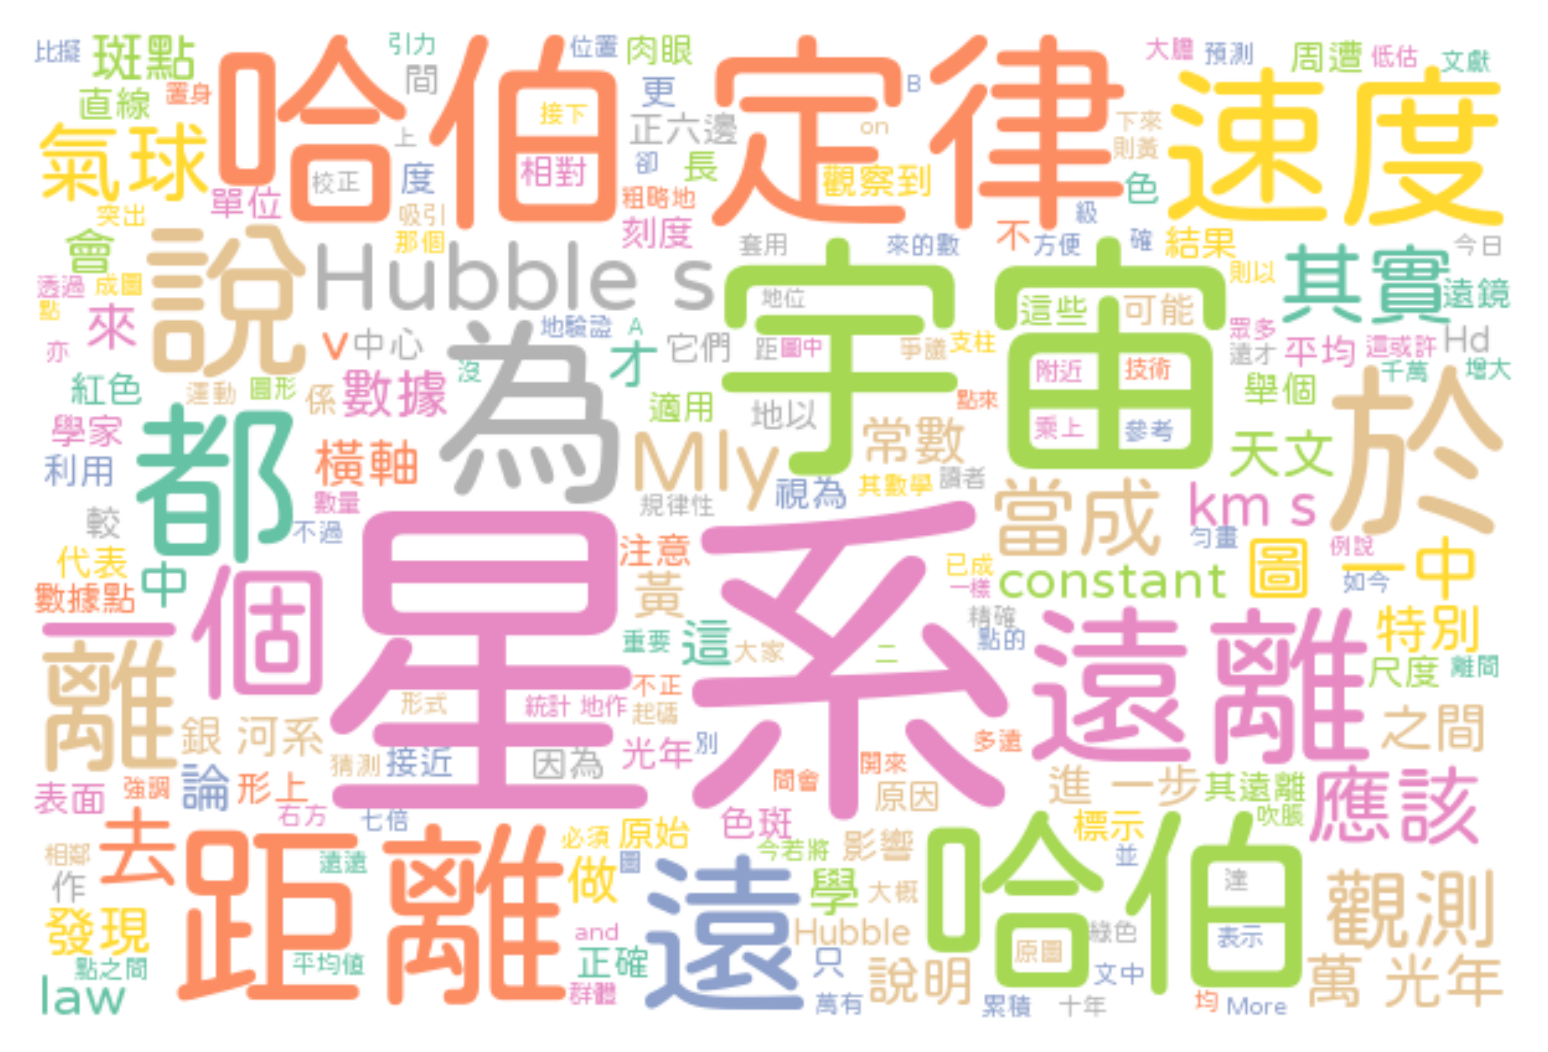 比擬
斑點
引力
位置
肉眼
大膽
預測
周遭
低估
文獻
直線
置身
哈伯定律
間
接下
更
B
速度
氣球
上
正六邊
on
下來
則黃
校正
度
相對
卻
長
觀察到
色
單位
吸引
粗略地
級
突出
那個
刻度
不
方便
確
結果
會
說
Hubble s
套用
來的數
宇宙
其實
今日
透過
成圖
則以
點
來
地位
這些
可能
遠鏡
亦
v
中心
為
地驗證
A
才
它們
距
圖中
爭議
支柱
眾多
遠才
平均
這或許
Hd
紅色
運動
圓形
係
數據
沒
附近
技術
千萬
增大
舉個
適用
地以
點來
於
學家
都
橫軸
Mly
常數
乘上
參考
天文
利用
數量
規律性
視為
其數學
讀者
當成
km s
較
不過
星系
注意
勻畫
例說
代表
中
已成
一樣
constant
圖
一中
如今
數據點
一個
黃
精確
特別
離
重要
這
大家
二
點的
遠離
尺度
離間
銀 河系
形式
統計
地作
不正
起碼
之間
猜測
接近
因為
光年
別
多遠
論
形上
間會
開來
表面
強調
右方
七倍
原因
進一步
其遠離
吹脹
應該
相鄰
去
距離
遠遠
必須
原始
色斑
今若將
影響
哈伯
標示
並
作
做
圖
遠
學
大概
達
觀測
發現
and
Hubble
綠色
表示
點之間
平均值
正確
只
說明
原圖
文中
萬 光年
law
群體
萬有
累積
十年
均
More